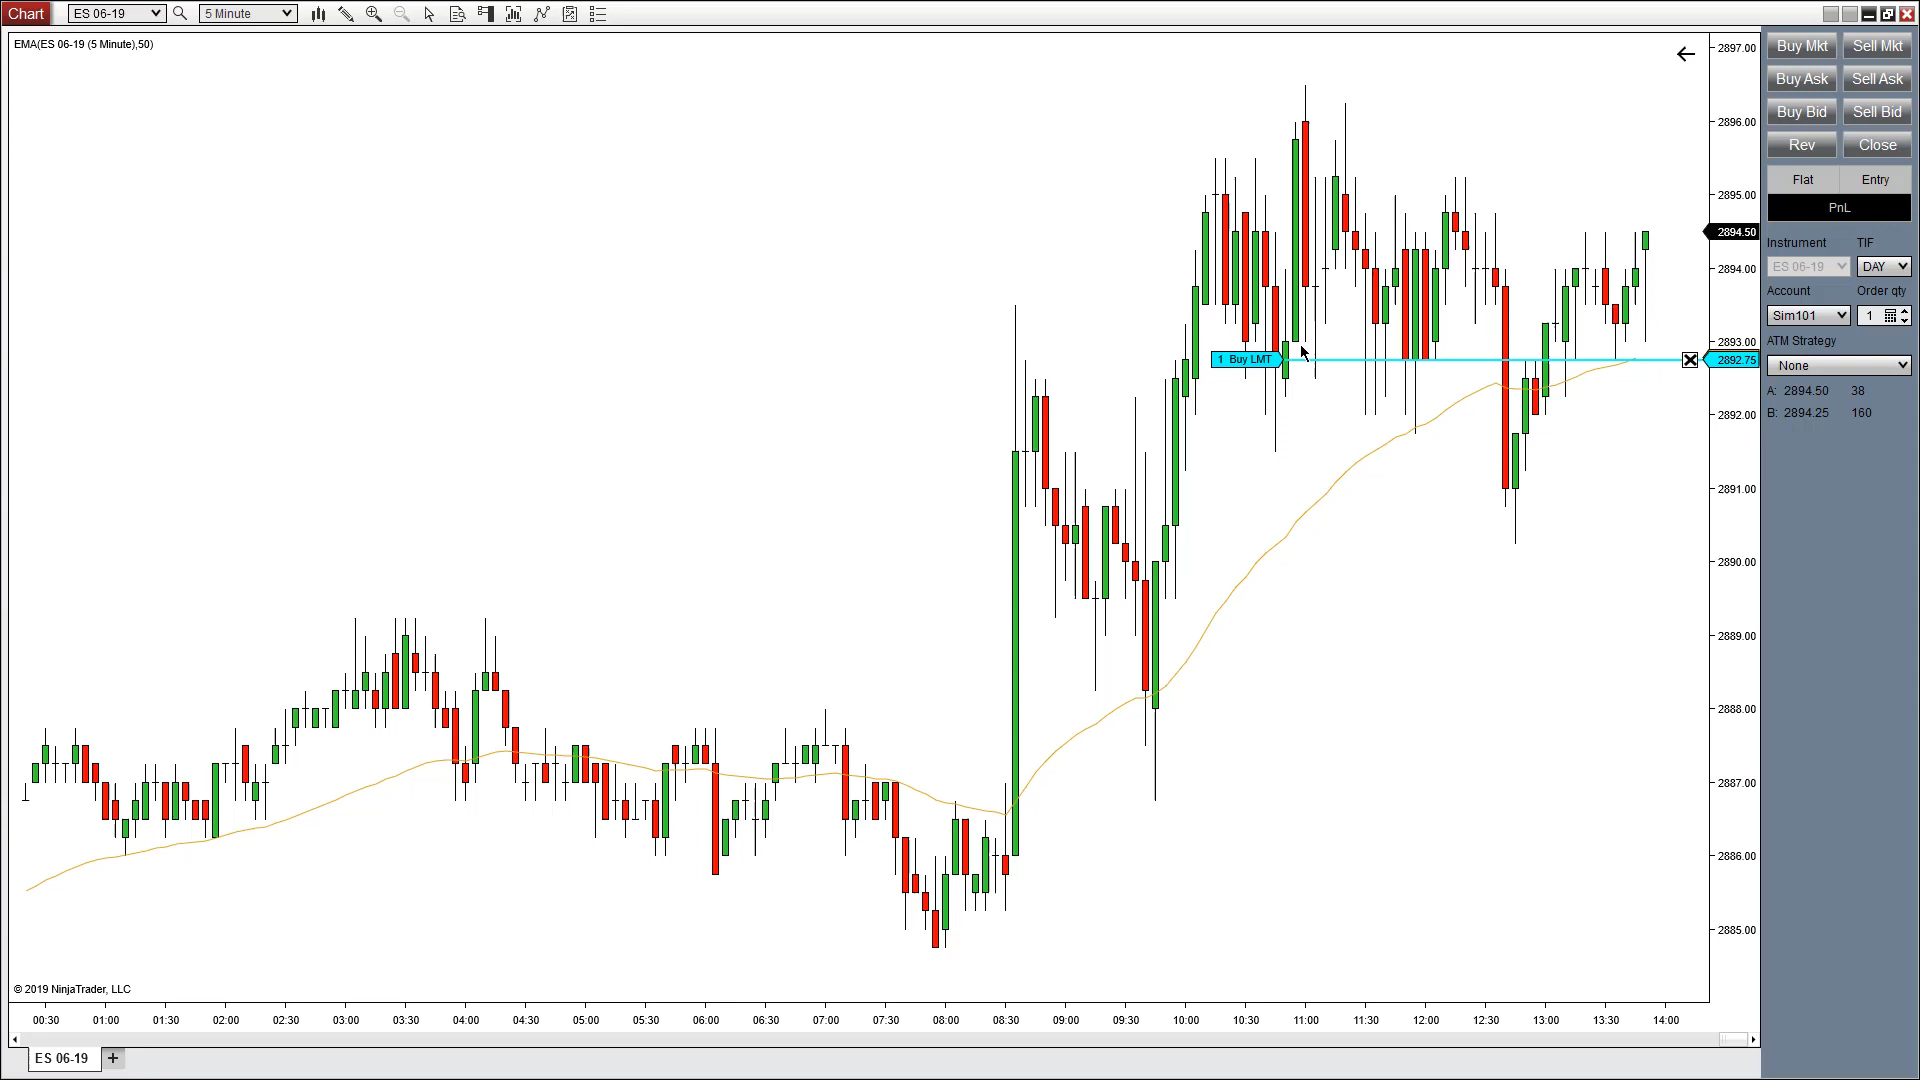 Chart ES 06-19 5 Minute
EMA(ES 06-19 (5 Minute),50)
2897.00
2896.00
2895.00
2894.50
2894.00
2893.00
1 Buy LMT
2892.75
2892.00
2891.00
2890.00
2889.00
2888.00
2887.00
2886.00
2885.00
© 2019 NinjaTrader, LLC
00:30 01:00 01:30 02:00 02:30 03:00 03:30 04:00 04:30 05:00 05:30 06:00 06:30 07:00 07:30 08:00 08:30 09:00 09:30 10:00 10:30 11:00 11:30 12:00 12:30 13:00 13:30 14:00
ES 06-19 +
Buy Mkt Sell Mkt
Buy Ask Sell Ask
Buy Bid Sell Bid
Rev Close
Flat Entry
PnL
Instrument TIF
ES 06-19 DAY
Account Order qty
Sim101 1
ATM Strategy
None
A: 2894.50 38
B: 2894.25 160